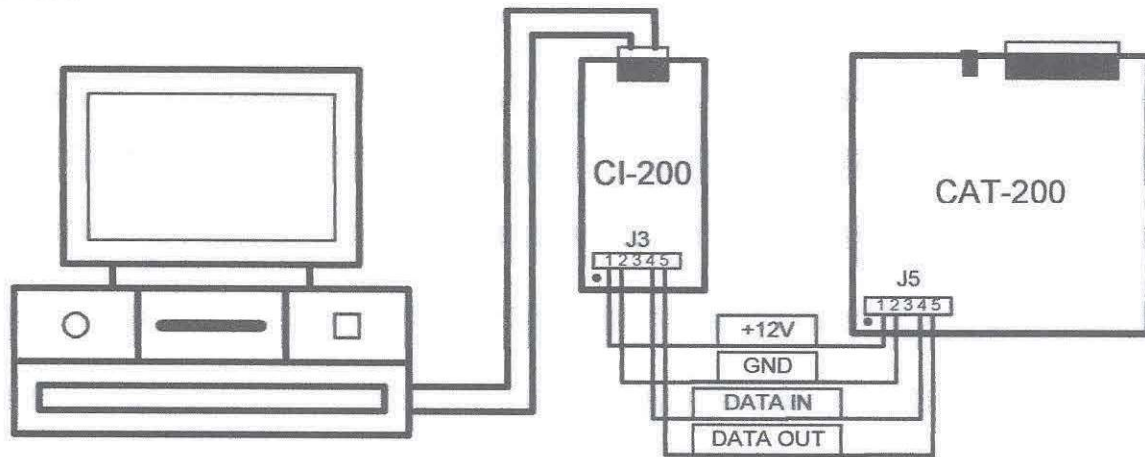 CI-200
J3
12345
CAT-200
J5
12345
+12V
GND
DATA IN
DATA OUT